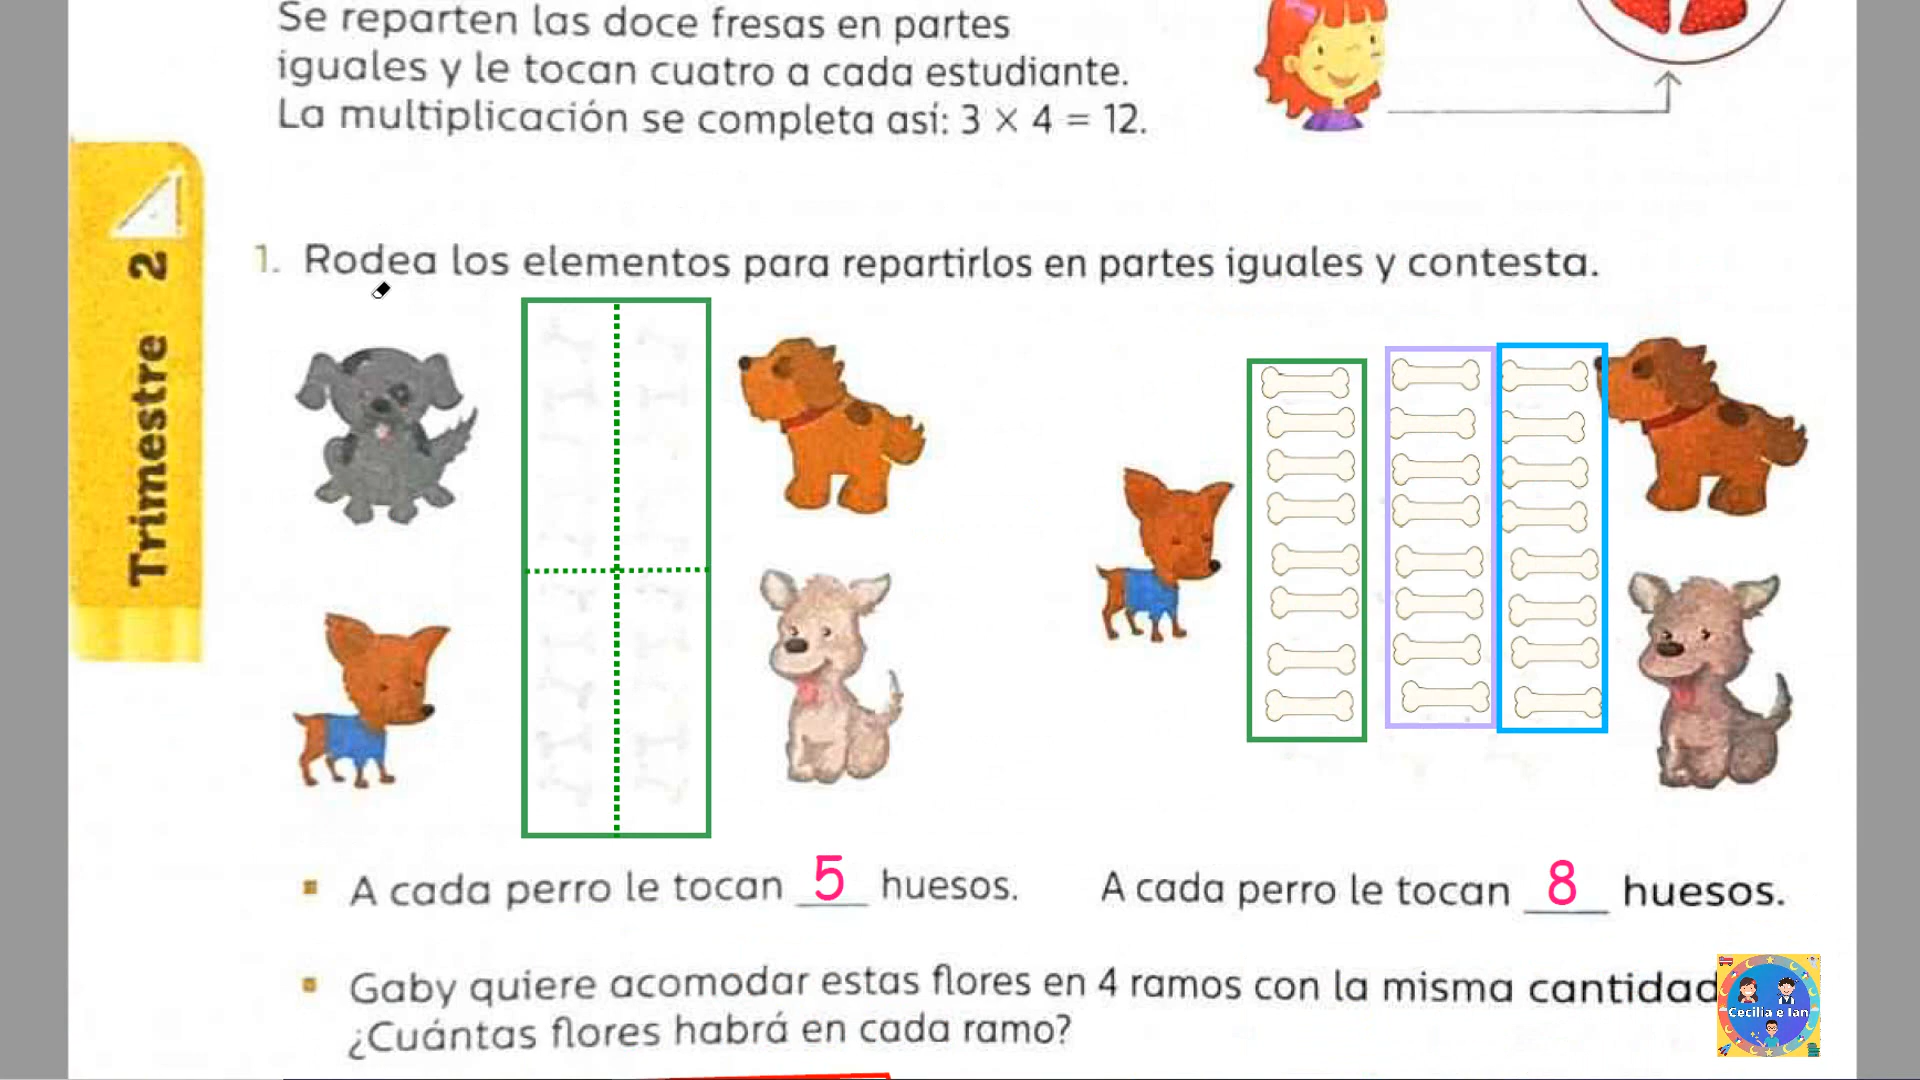 Se reparten las doce fresas en partes
iguales y le tocan cuatro a cada estudiante.
La multiplicación se completa así: 3 × 4 = 12.
Trimestre 2
1. Rodea los elementos para repartirlos en partes iguales y contesta.
A cada perro le tocan 5 huesos.
A cada perro le tocan 8 huesos.
Gaby quiere acomodar estas flores en 4 ramos con la misma cantidad
¿Cuántas flores habrá en cada ramo?
Cecilia e Ian